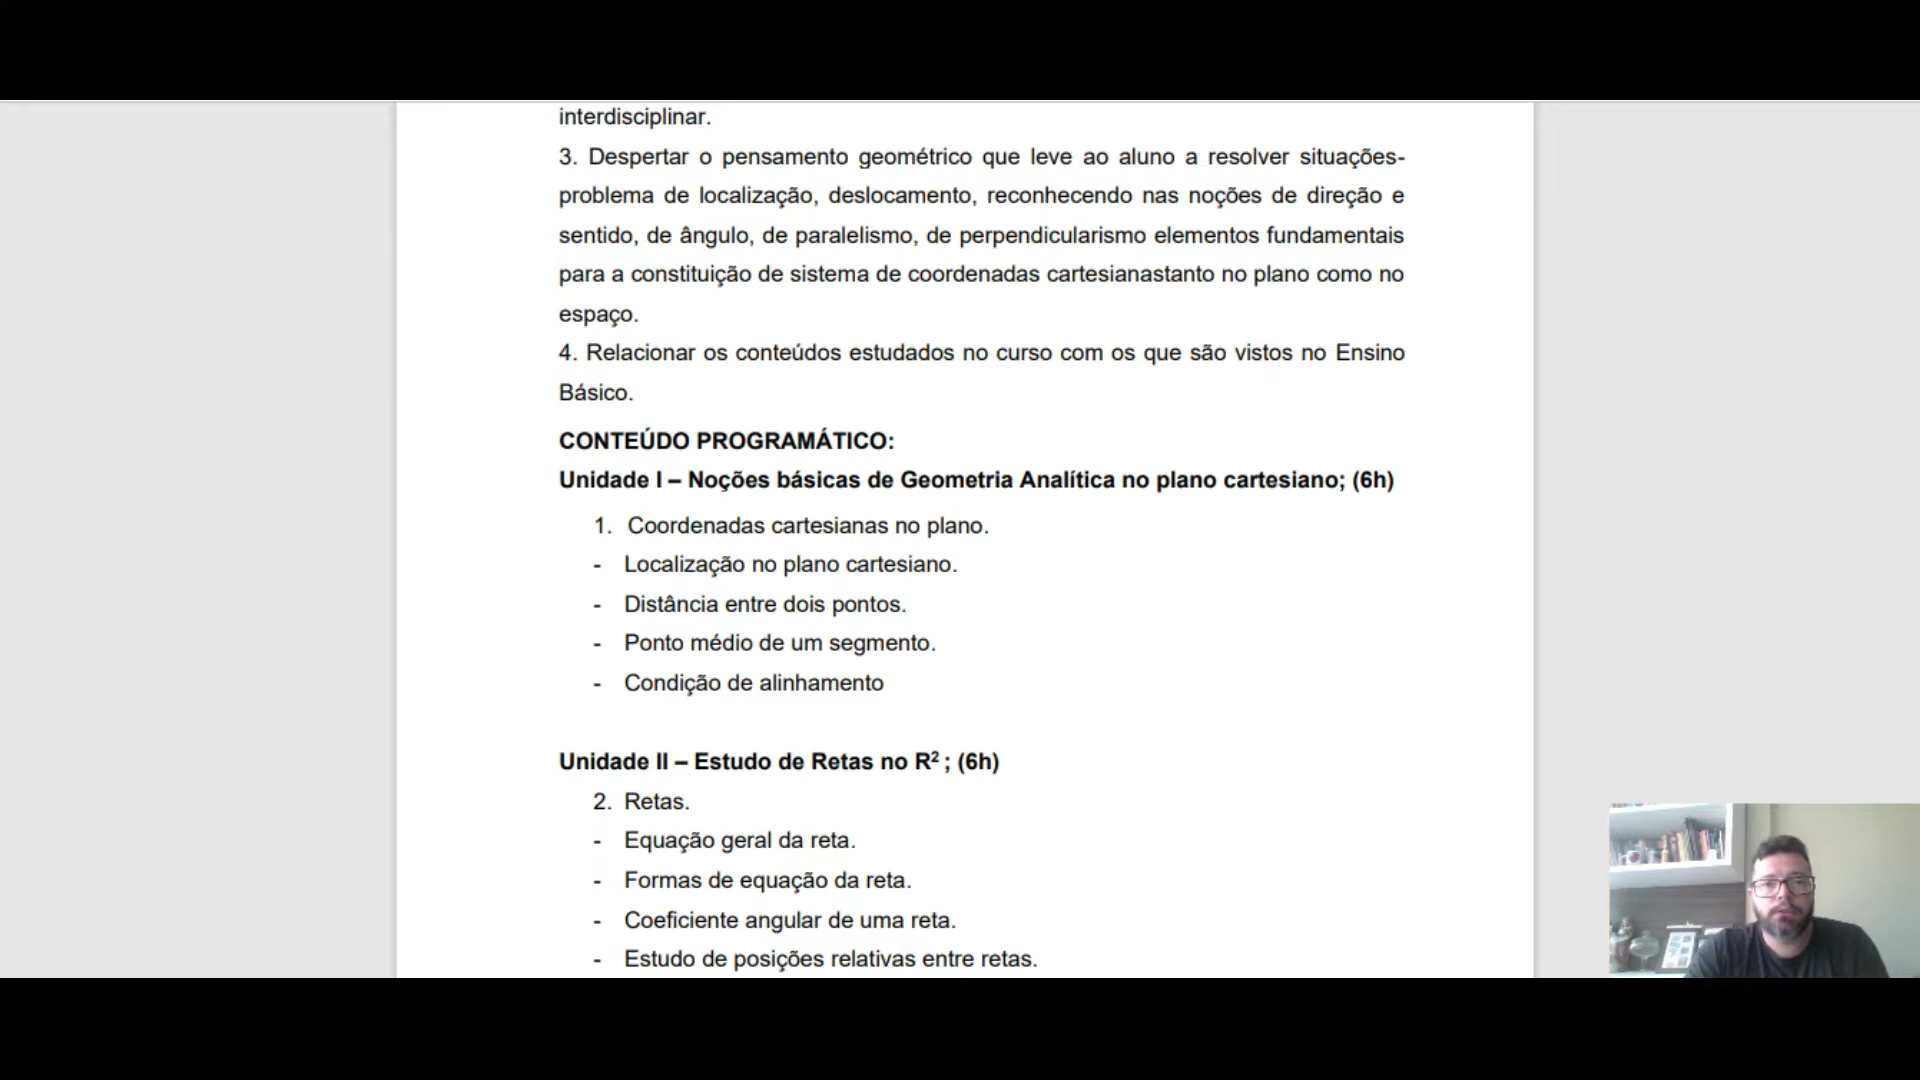 interdisciplinar.
3. Despertar o pensamento geométrico que leve ao aluno a resolver situações-
problema de localização, deslocamento, reconhecendo nas noções de direção e
sentido, de ângulo, de paralelismo, de perpendicularismo elementos fundamentais
para a constituição de sistema de coordenadas cartesianastanto no plano como no
espaço.
4. Relacionar os conteúdos estudados no curso com os que são vistos no Ensino
Básico.
CONTEÚDO PROGRAMÁTICO:
Unidade I – Noções básicas de Geometria Analítica no plano cartesiano; (6h)
1. Coordenadas cartesianas no plano.
- Localização no plano cartesiano.
- Distância entre dois pontos.
- Ponto médio de um segmento.
- Condição de alinhamento
Unidade II – Estudo de Retas no R² ; (6h)
2. Retas.
- Equação geral da reta.
- Formas de equação da reta.
- Coeficiente angular de uma reta.
- Estudo de posições relativas entre retas.